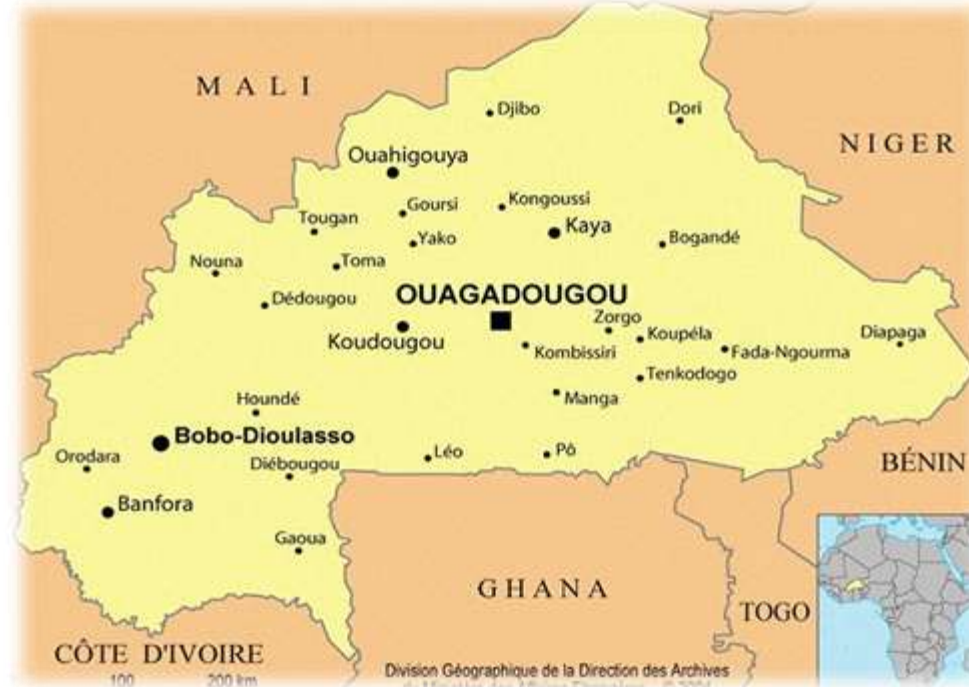 MALI
Djibo
Dori
NIGER
Ouahigouya
Goursi
Kongoussi
Tougan
Kaya
Yako
Bogandé
Nouna
Toma
Dédougou
OUAGADOUGOU
Zorgo
Koudougou
Koupéla
Diapaga
Kombissiri
Fada-Ngourma
Tenkodogo
Manga
Houndé
Bobo-Dioulasso
Orodara
Diébougou
Léo
Pô
BÉNIN
Banfora
Gaoua
GHANA
TOGO
CÔTE D'IVOIRE
100 200 km
Division Géographique de la Direction des Archives